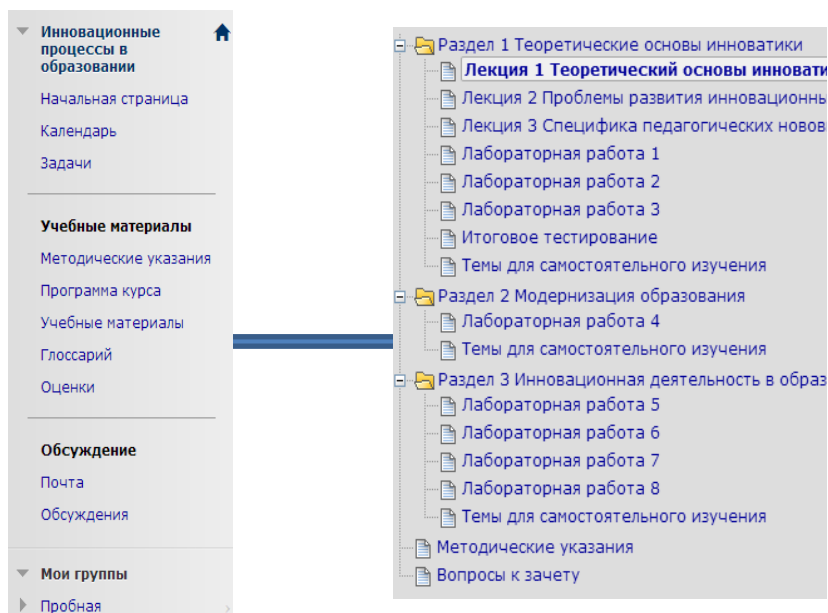 Инновационные
процессы в
образовании
Начальная страница
Календарь
Задачи
Учебные материалы
Методические указания
Программа курса
Учебные материалы
Глоссарий
Оценки
Обсуждение
Почта
Обсуждения
Мои группы
Пробная
Раздел 1 Теоретические основы инноватики
Лекция 1 Теоретический основы инновати
Лекция 2 Проблемы развития инновационны
Лекция 3 Специфика педагогических новов
Лабораторная работа 1
Лабораторная работа 2
Лабораторная работа 3
Итоговое тестирование
Темы для самостоятельного изучения
Раздел 2 Модернизация образования
Лабораторная работа 4
Темы для самостоятельного изучения
Раздел 3 Инновационная деятельность в образ
Лабораторная работа 5
Лабораторная работа 6
Лабораторная работа 7
Лабораторная работа 8
Темы для самостоятельного изучения
Методические указания
Вопросы к зачету